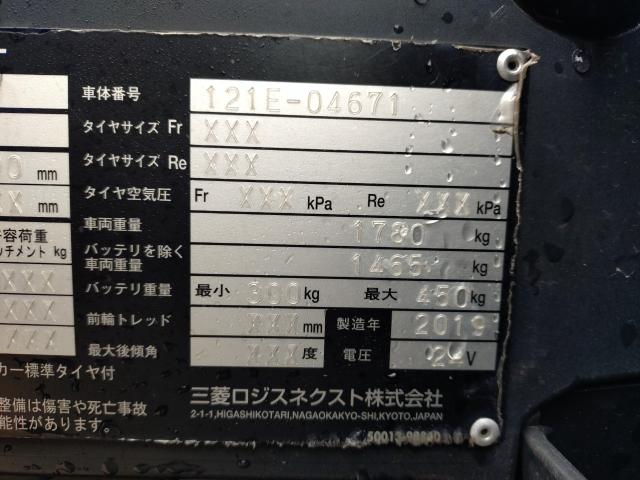 車体番号 121E-04671
タイヤサイズ Fr XXX
タイヤサイズ Re XXX
mm タイヤ空気圧 Fr XXX kPa Re XXX kPa
mm 車両重量 1780 kg
容荷重 バッテリを除く
チメント kg 車両重量 1465 kg
XXX バッテリ重量 最小 300 kg 最大 450 kg
XXX 前輪トレッド XXX mm 製造年 2019
XXX 最大後傾角 XXX 度 電圧 24 V
カー標準タイヤ付
整備は傷害や死亡事故
能性があります。
三菱ロジスネクスト株式会社
2-1-1,HIGASHIKOTARI,NAGAOKAKYO-SHI,KYOTO,JAPAN